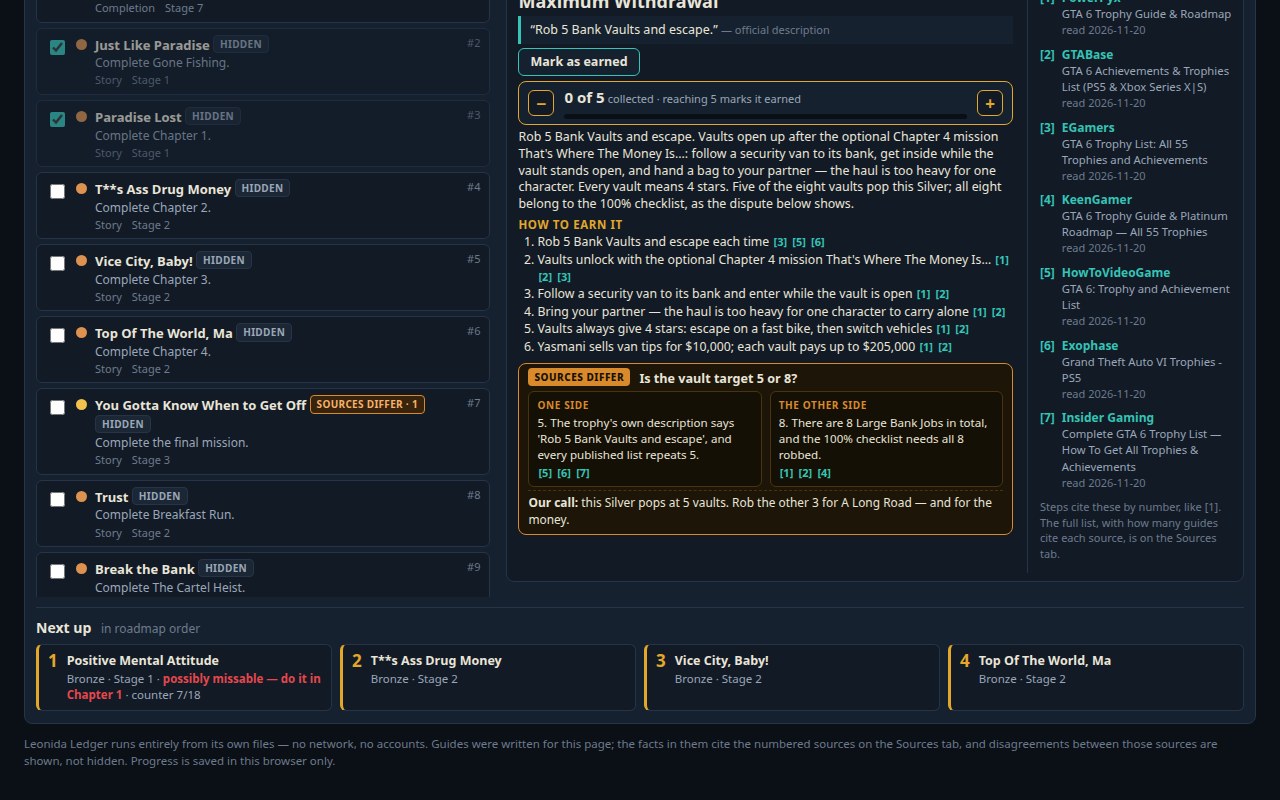 Completion Stage 7
Just Like Paradise HIDDEN #2
Complete Gone Fishing.
Story Stage 1
Paradise Lost HIDDEN #3
Complete Chapter 1.
Story Stage 1
T**s Ass Drug Money HIDDEN #4
Complete Chapter 2.
Story Stage 2
Vice City, Baby! HIDDEN #5
Complete Chapter 3.
Story Stage 2
Top Of The World, Ma HIDDEN #6
Complete Chapter 4.
Story Stage 2
You Gotta Know When to Get Off SOURCES DIFFER · 1 #7
HIDDEN
Complete the final mission.
Story Stage 3
Trust HIDDEN #8
Complete Breakfast Run.
Story Stage 2
Break the Bank HIDDEN #9
Complete The Cartel Heist.
Maximum Withdrawal
“Rob 5 Bank Vaults and escape.” — official description
Mark as earned
− 0 of 5 collected · reaching 5 marks it earned +
Rob 5 Bank Vaults and escape. Vaults open up after the optional Chapter 4 mission
That's Where The Money Is...: follow a security van to its bank, get inside while the
vault stands open, and hand a bag to your partner — the haul is too heavy for one
character. Every vault means 4 stars. Five of the eight vaults pop this Silver; all eight
belong to the 100% checklist, as the dispute below shows.
HOW TO EARN IT
1. Rob 5 Bank Vaults and escape each time [3] [5] [6]
2. Vaults unlock with the optional Chapter 4 mission That's Where The Money Is... [1]
[2] [3]
3. Follow a security van to its bank and enter while the vault is open [1] [2]
4. Bring your partner — the haul is too heavy for one character to carry alone [1] [2]
5. Vaults always give 4 stars: escape on a fast bike, then switch vehicles [1] [2]
6. Yasmani sells van tips for $10,000; each vault pays up to $205,000 [1] [2]
SOURCES DIFFER Is the vault target 5 or 8?
ONE SIDE
5. The trophy's own description says
'Rob 5 Bank Vaults and escape', and
every published list repeats 5.
[5] [6] [7]
THE OTHER SIDE
8. There are 8 Large Bank Jobs in total,
and the 100% checklist needs all 8
robbed.
[1] [2] [4]
Our call: this Silver pops at 5 vaults. Rob the other 3 for A Long Road — and for the
money.
[1] PowerPyx
GTA 6 Trophy Guide & Roadmap
read 2026-11-20
[2] GTABase
GTA 6 Achievements & Trophies
List (PS5 & Xbox Series X|S)
read 2026-11-20
[3] EGamers
GTA 6 Trophy List: All 55
Trophies and Achievements
read 2026-11-20
[4] KeenGamer
GTA 6 Trophy Guide & Platinum
Roadmap — All 55 Trophies
read 2026-11-20
[5] HowToVideoGame
GTA 6: Trophy and Achievement
List
read 2026-11-20
[6] Exophase
Grand Theft Auto VI Trophies -
PS5
read 2026-11-20
[7] Insider Gaming
Complete GTA 6 Trophy List —
How To Get All Trophies &
Achievements
read 2026-11-20
Steps cite these by number, like [1].
The full list, with how many guides
cite each source, is on the Sources
tab.
Next up in roadmap order
1 Positive Mental Attitude
Bronze · Stage 1 · possibly missable — do it in
Chapter 1 · counter 7/18
2 T**s Ass Drug Money
Bronze · Stage 2
3 Vice City, Baby!
Bronze · Stage 2
4 Top Of The World, Ma
Bronze · Stage 2
Leonida Ledger runs entirely from its own files — no network, no accounts. Guides were written for this page; the facts in them cite the numbered sources on the Sources tab, and disagreements between those sources are
shown, not hidden. Progress is saved in this browser only.